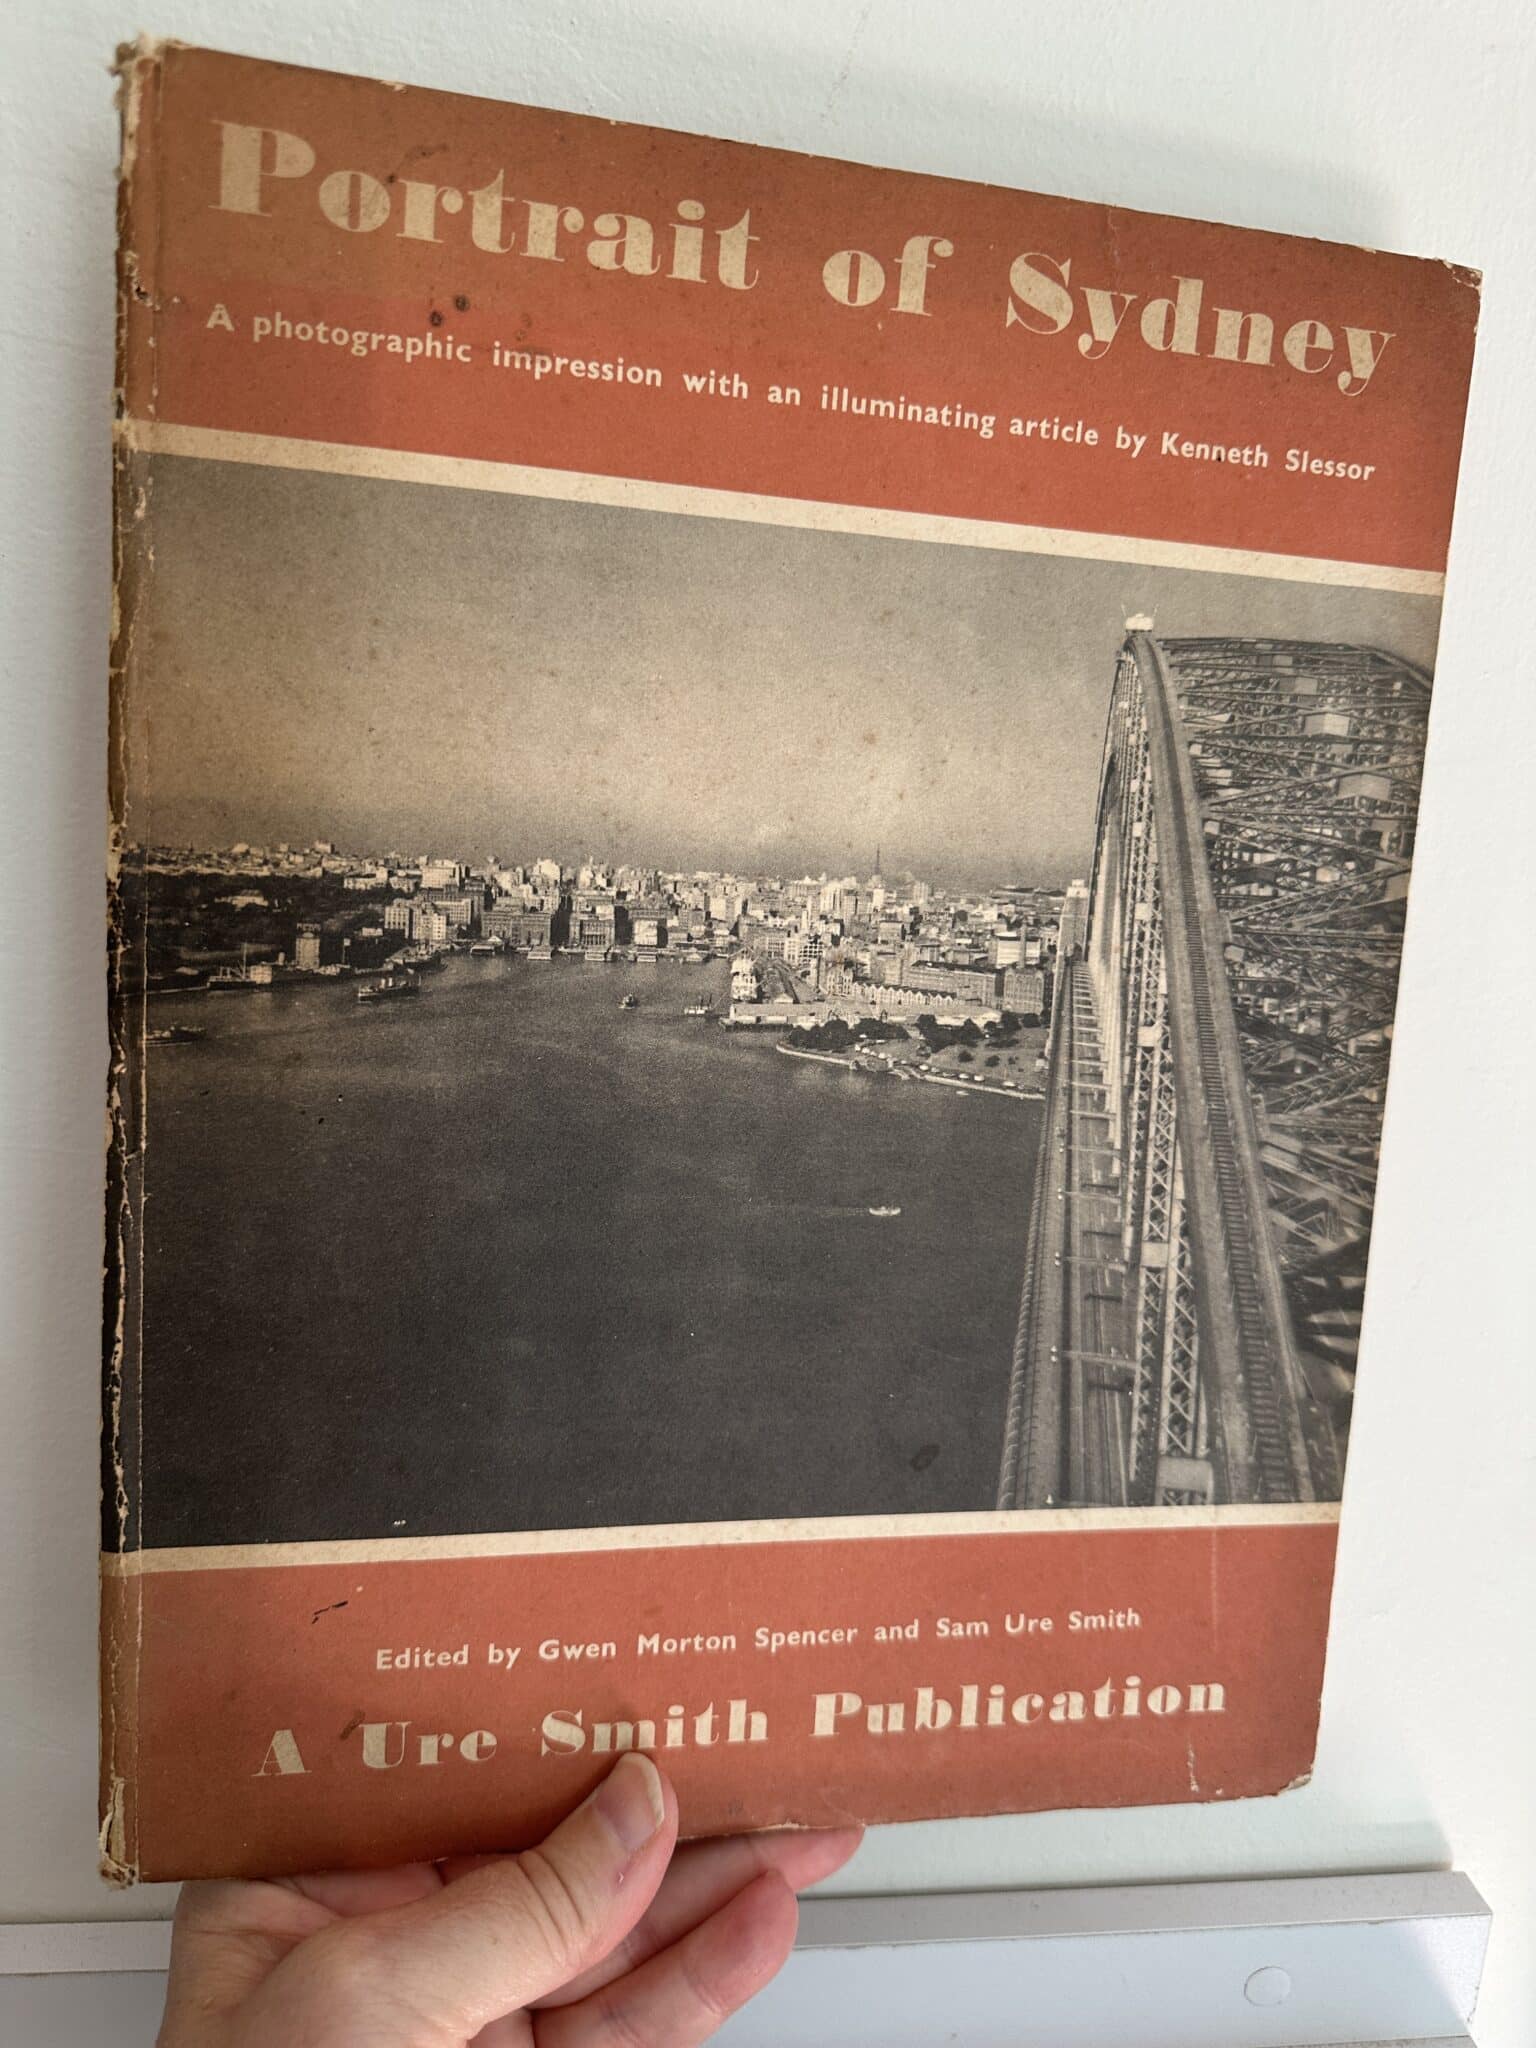 Portrait of Sydney
A photographic impression with an illuminating article by Kenneth Slessor
Edited by Gwen Morton Spencer and Sam Ure Smith
A Ure Smith Publication